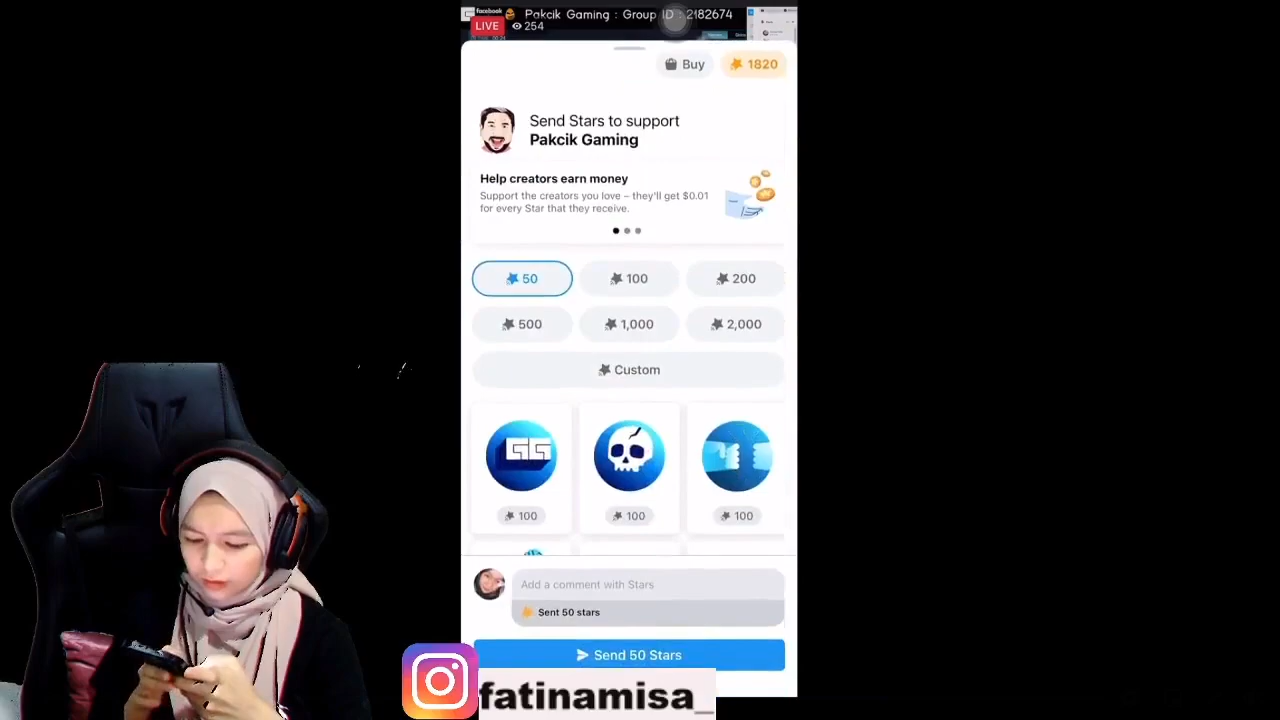 facebook
Pakcik Gaming : Group ID : 2182674
LIVE
254
Buy
1820
Send Stars to support
Pakcik Gaming
Help creators earn money
Support the creators you love – they'll get $0.01
for every Star that they receive.
50
100
200
500
1,000
2,000
Custom
GG
100
100
100
Add a comment with Stars
Sent 50 stars
Send 50 Stars
fatinamisa_